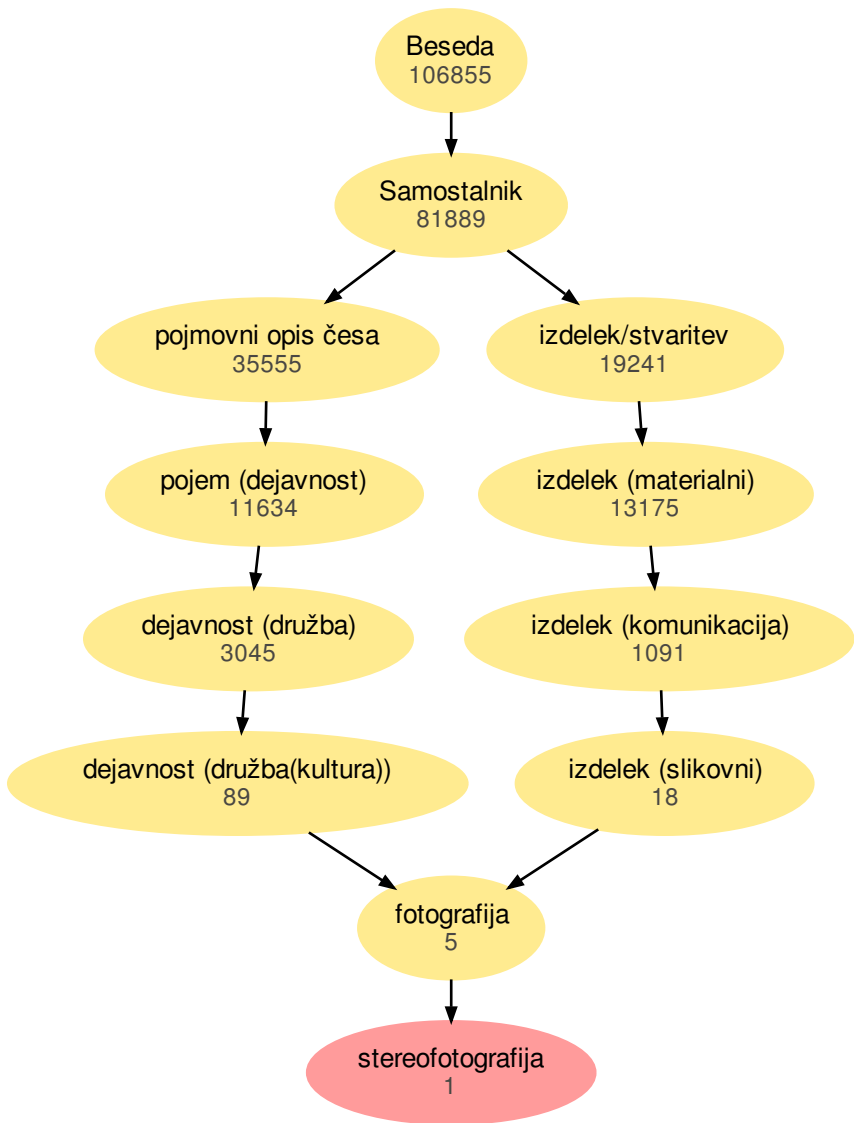 Beseda
106855
Samostalnik
81889
pojmovni opis česa
35555
izdelek/stvaritev
19241
pojem (dejavnost)
11634
izdelek (materialni)
13175
dejavnost (družba)
3045
izdelek (komunikacija)
1091
dejavnost (družba(kultura))
89
izdelek (slikovni)
18
fotografija
5
stereofotografija
1